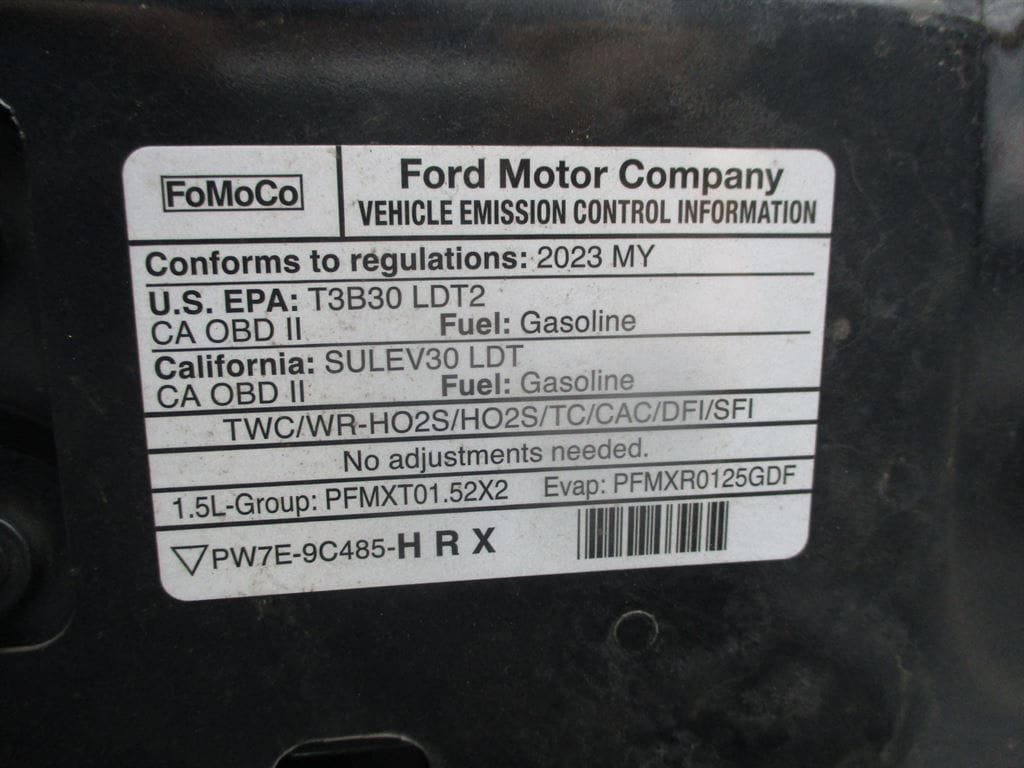 FoMoCo
Ford Motor Company
VEHICLE EMISSION CONTROL INFORMATION
Conforms to regulations: 2023 MY
U.S. EPA: T3B30 LDT2
CA OBD II Fuel: Gasoline
California: SULEV30 LDT
CA OBD II Fuel: Gasoline
TWC/WR-HO2S/HO2S/TC/CAC/DFI/SFI
No adjustments needed.
1.5L-Group: PFMXT01.52X2 Evap: PFMXR0125GDF
PW7E-9C485-H R X